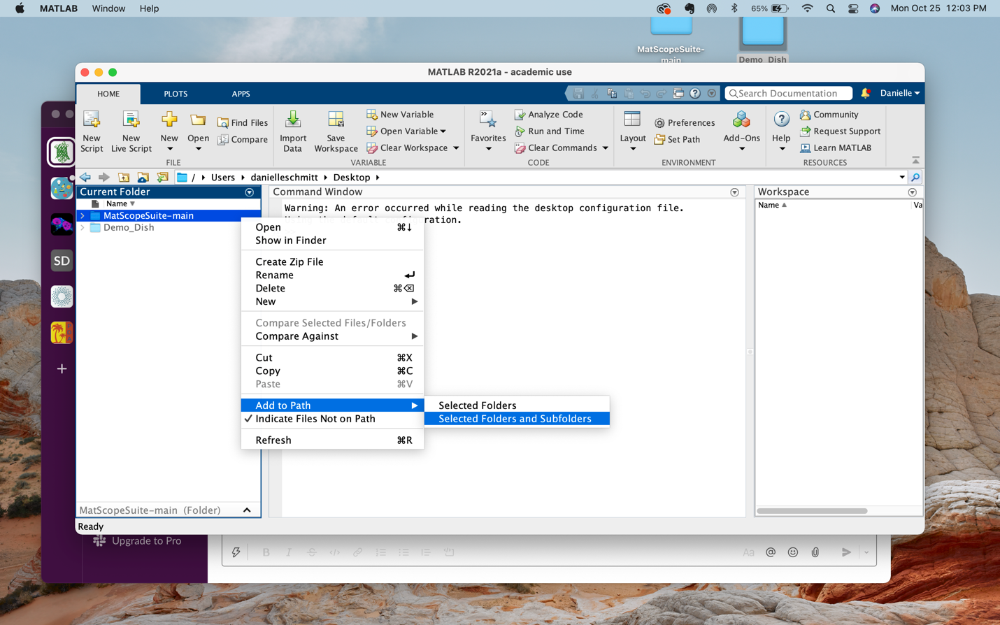 MATLAB Window Help 65% Mon Oct 25 12:03 PM
MatScopeSuite-
main
Demo_Dish
MATLAB R2021a - academic use
HOME PLOTS APPS Search Documentation Danielle
New
Script
New
Live Script
New
Open
Find Files
Compare
FILE
Import
Data
Save
Workspace
New Variable
Open Variable
Clear Workspace
VARIABLE
Favorites
Analyze Code
Run and Time
Clear Commands
CODE
Layout
Preferences
Set Path
Add-Ons
ENVIRONMENT
Help
Community
Request Support
Learn MATLAB
RESOURCES
/ Users danielleschmitt Desktop
Current Folder
Name
MatScopeSuite-main
Demo_Dish
Command Window
Warning: An error occurred while reading the desktop configuration file.
configuration.
Workspace
Name Va
SD
Open ⌘↓
Show in Finder
Create Zip File
Rename
Delete ⌘⌫
New
Compare Selected Files/Folders
Compare Against
Cut ⌘X
Copy ⌘C
Paste ⌘V
Add to Path
✓ Indicate Files Not on Path
Refresh ⌘R
Selected Folders
Selected Folders and Subfolders
MatScopeSuite-main (Folder)
Ready
Upgrade to Pro
B I S </> Aa @